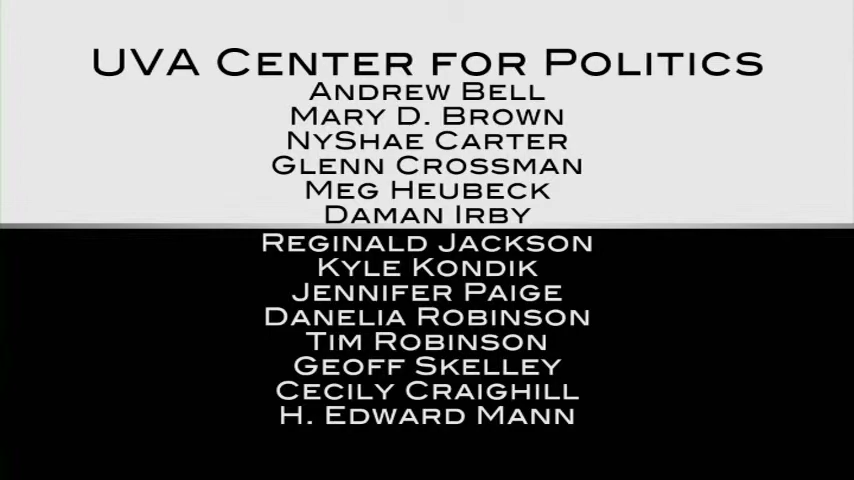 UVA CENTER FOR POLITICS
ANDREW BELL
MARY D. BROWN
NYSHAE CARTER
GLENN CROSSMAN
MEG HEUBECK
DAMAN IRBY
REGINALD JACKSON
KYLE KONDIK
JENNIFER PAIGE
DANELIA ROBINSON
TIM ROBINSON
GEOFF SKELLEY
CECILY CRAIGHILL
H. EDWARD MANN